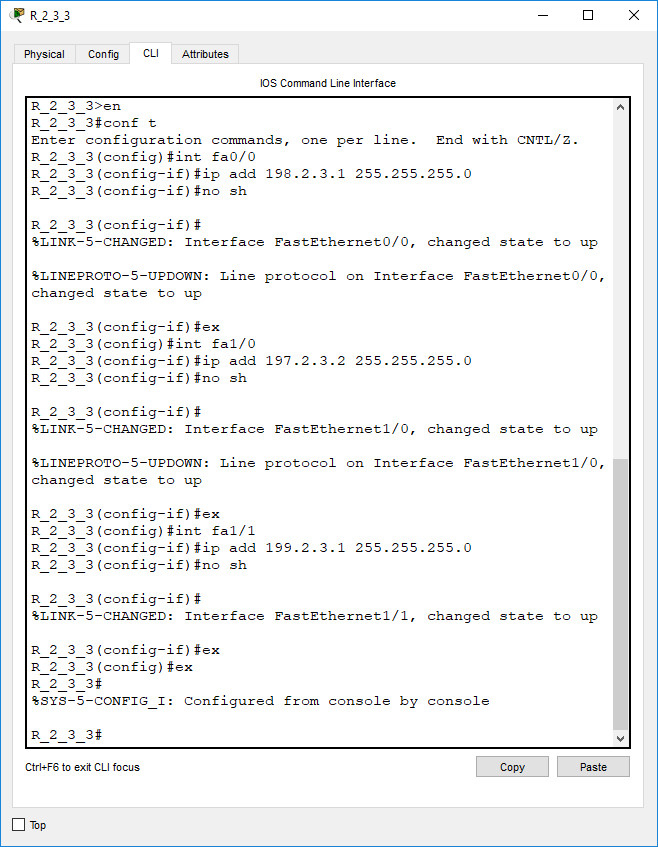 R_2_3_3
Physical Config CLI Attributes
IOS Command Line Interface
R_2_3_3>en
R_2_3_3#conf t
Enter configuration commands, one per line.  End with CNTL/Z.
R_2_3_3(config)#int fa0/0
R_2_3_3(config-if)#ip add 198.2.3.1 255.255.255.0
R_2_3_3(config-if)#no sh
R_2_3_3(config-if)#
%LINK-5-CHANGED: Interface FastEthernet0/0, changed state to up
%LINEPROTO-5-UPDOWN: Line protocol on Interface FastEthernet0/0,
changed state to up
R_2_3_3(config-if)#ex
R_2_3_3(config)#int fa1/0
R_2_3_3(config-if)#ip add 197.2.3.2 255.255.255.0
R_2_3_3(config-if)#no sh
R_2_3_3(config-if)#
%LINK-5-CHANGED: Interface FastEthernet1/0, changed state to up
%LINEPROTO-5-UPDOWN: Line protocol on Interface FastEthernet1/0,
changed state to up
R_2_3_3(config-if)#ex
R_2_3_3(config)#int fa1/1
R_2_3_3(config-if)#ip add 199.2.3.1 255.255.255.0
R_2_3_3(config-if)#no sh
R_2_3_3(config-if)#
%LINK-5-CHANGED: Interface FastEthernet1/1, changed state to up
R_2_3_3(config-if)#ex
R_2_3_3(config)#ex
R_2_3_3#
%SYS-5-CONFIG_I: Configured from console by console
R_2_3_3#
Ctrl+F6 to exit CLI focus Copy Paste
Top